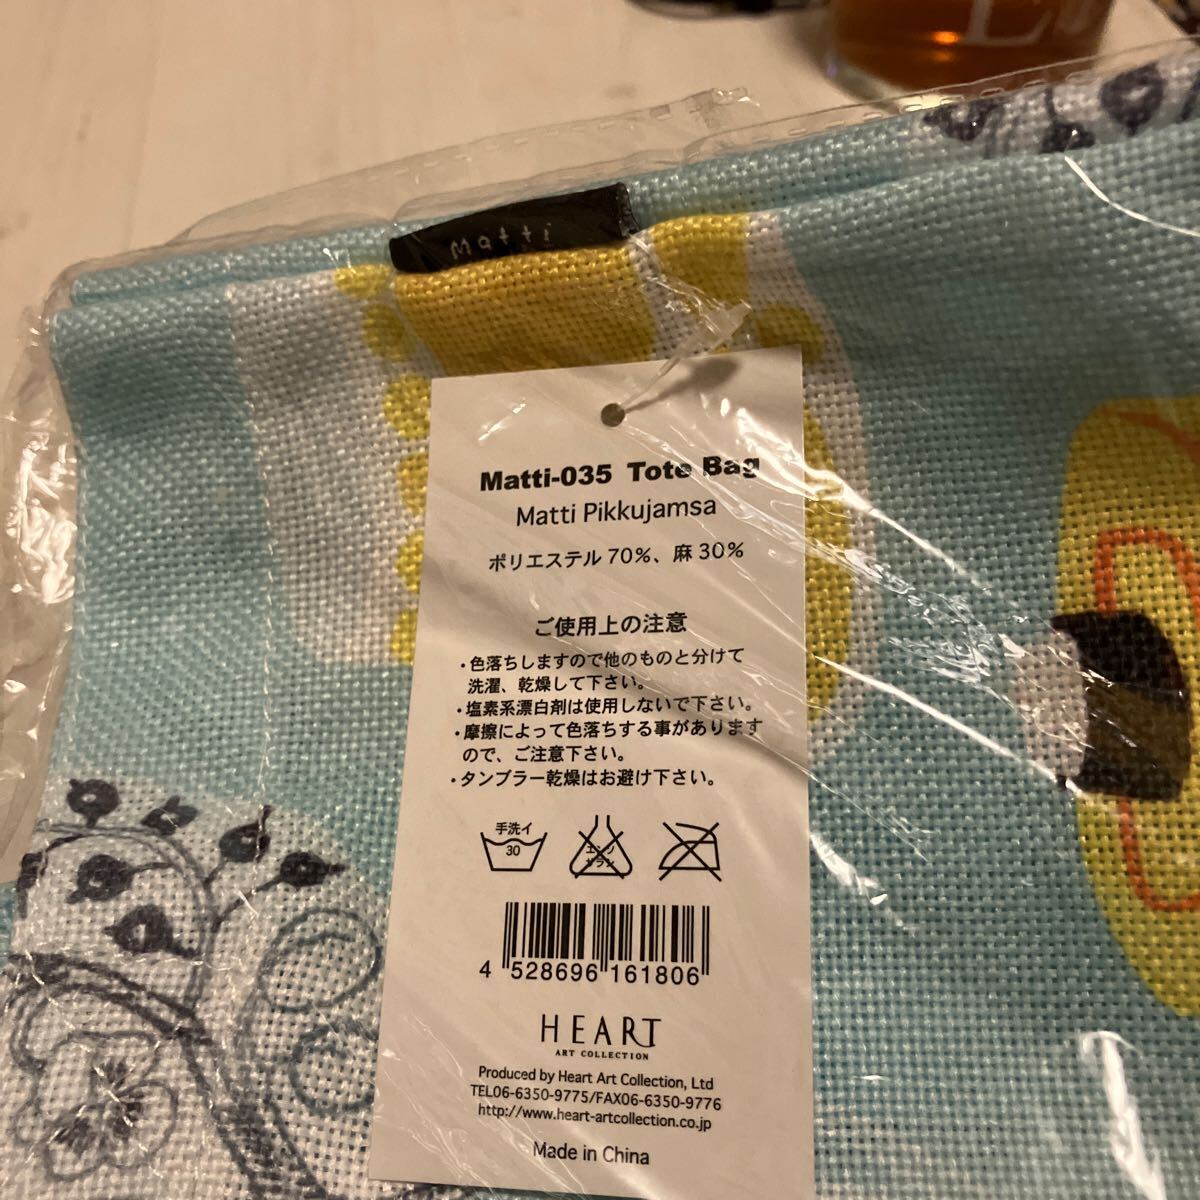 Matti
Matti-035 Tote Bag
Matti Pikkujamsa
ポリエステル 70%、麻 30%
ご使用上の注意
・色落ちしますので他のものと分けて
洗濯、乾燥して下さい。
・塩素系漂白剤は使用しないで下さい。
・摩擦によって色落ちする事があります
ので、ご注意下さい。
・タンブラー乾燥はお避け下さい。
手洗イ
30
エンソ
サラシ
4 528696 161806
HEART
ART COLLECTION
Produced by Heart Art Collection, Ltd
TEL06-6350-9775/FAX06-6350-9776
http://www.heart-artcollection.co.jp
Made in China